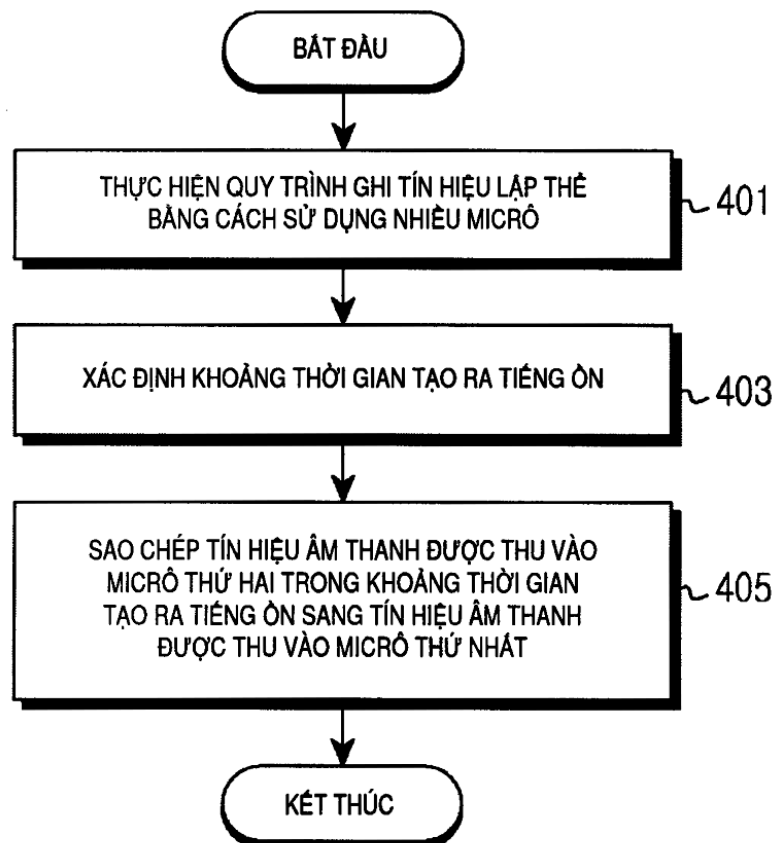 BẮT ĐẦU
THỰC HIỆN QUY TRÌNH GHI TÍN HIỆU LẬP THỂ
BẰNG CÁCH SỬ DỤNG NHIỀU MICRÔ
401
XÁC ĐỊNH KHOẢNG THỜI GIAN TẠO RA TIẾNG ỒN
403
SAO CHÉP TÍN HIỆU ÂM THANH ĐƯỢC THU VÀO
MICRÔ THỨ HAI TRONG KHOẢNG THỜI GIAN
TẠO RA TIẾNG ỒN SANG TÍN HIỆU ÂM THANH
ĐƯỢC THU VÀO MICRÔ THỨ NHẤT
405
KẾT THÚC